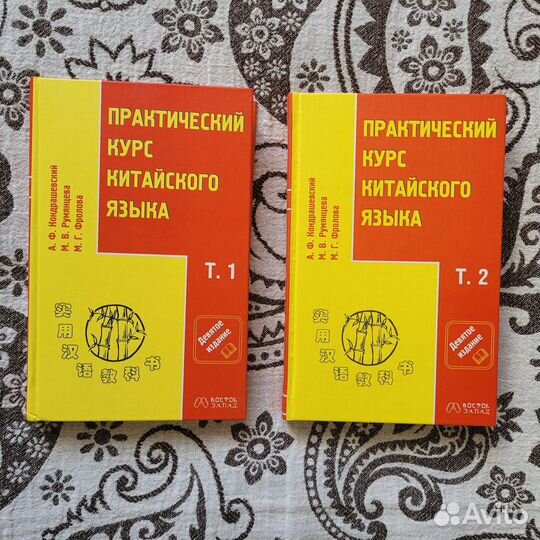 ПРАКТИЧЕСКИЙ
КУРС
КИТАЙСКОГО
ЯЗЫКА
А. Ф. Кондрашевский
М. В. Румянцева
М. Г. Фролова
Т. 1
实用汉语教科书
Девятое
издание
ВОСТОК
ЗАПАД
ПРАКТИЧЕСКИЙ
КУРС
КИТАЙСКОГО
ЯЗЫКА
А. Ф. Кондрашевский
М. В. Румянцева
М. Г. Фролова
Т. 2
实用汉语教科书
Девятое
издание
ВОСТОК
ЗАПАД
Avito